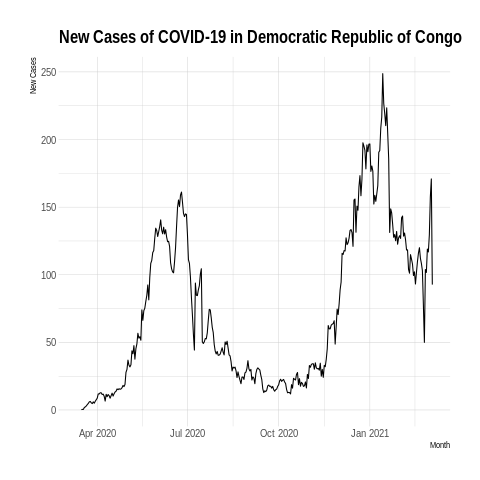 New Cases of COVID-19 in Democratic Republic of Congo
New Cases
250
200
150
100
50
0
Apr 2020
Jul 2020
Oct 2020
Jan 2021
Month